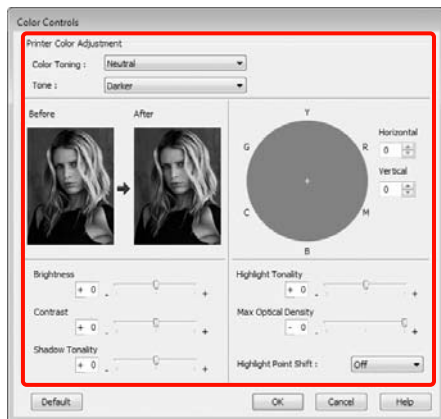 Color Controls
Printer Color Adjustment
Color Toning : Neutral
Tone : Darker
Before After
Y
G R
C M
B
Horizontal
0
Vertical
0
Brightness
+ 0 - +
Contrast
+ 0 - +
Shadow Tonality
+ 0 - +
Highlight Tonality
+ 0 - +
Max Optical Density
- 0 - +
Highlight Point Shift : Off
Default OK Cancel Help